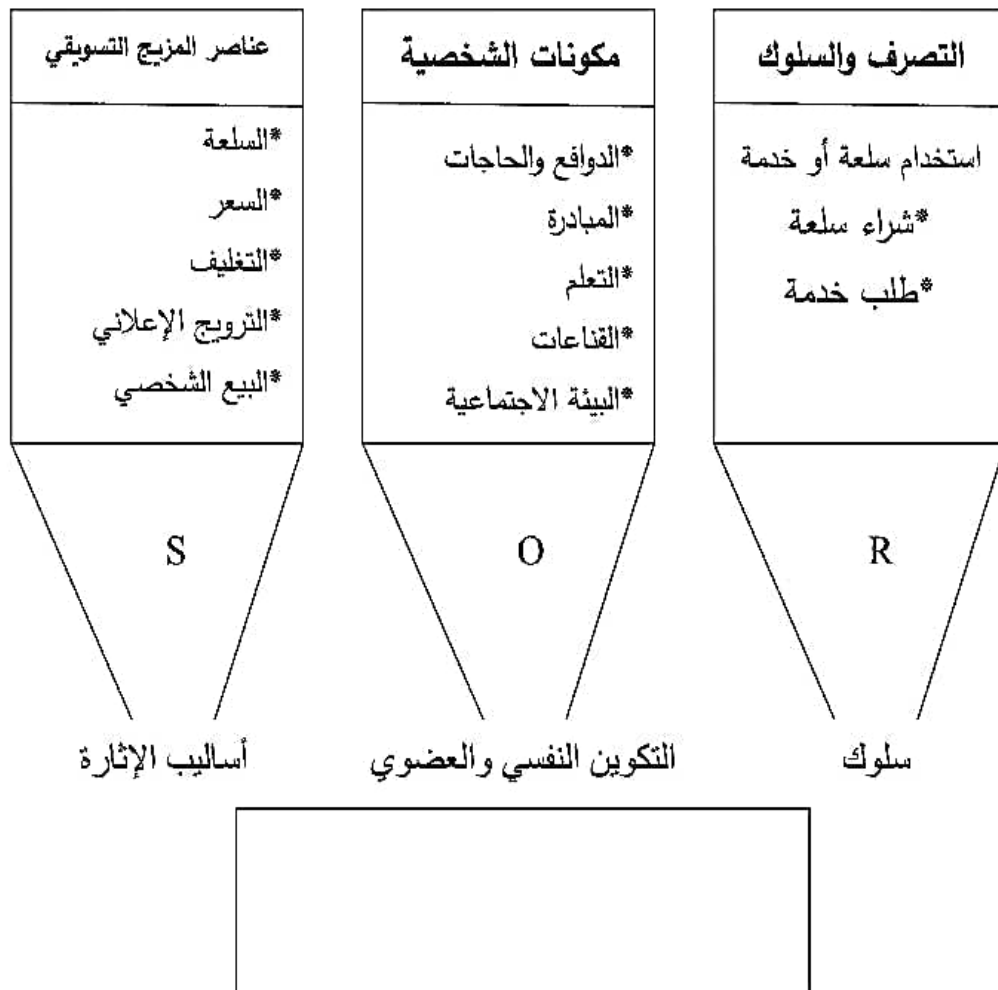 عناصر المزيج التسويقي
*السلعة
*السعر
*التغليف
*الترويج الإعلاني
*البيع الشخصي
S
أساليب الإثارة
مكونات الشخصية
*الدوافع والحاجات
*المبادرة
*التعلم
*القناعات
*البيئة الاجتماعية
O
التكوين النفسي والعضوي
التصرف والسلوك
استخدام سلعة أو خدمة
*شراء سلعة
*طلب خدمة
R
سلوك